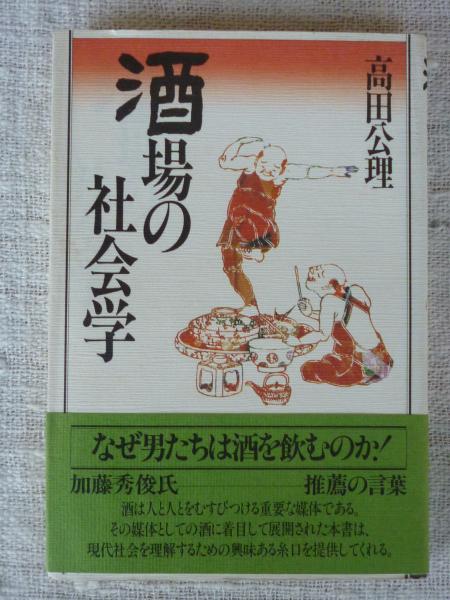 高田公理
酒場の
社会学
なぜ男たちは酒を飲むのか!
加藤秀俊氏 推薦の言葉
酒は人と人とをむすびつける重要な媒体である。
その媒体としての酒に着目して展開された本書は、
現代社会を理解するための興味ある糸口を提供してくれる。